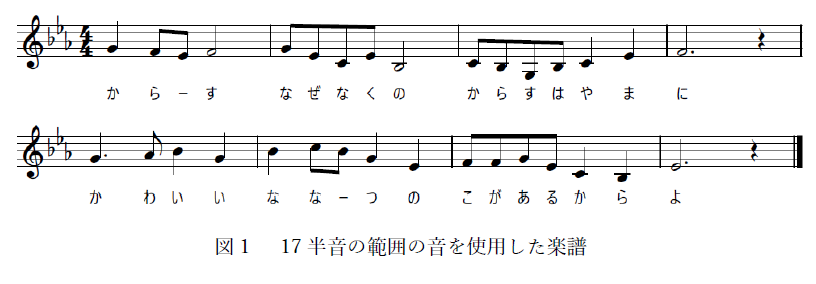 か ら ー す な ぜ な く の か ら す は や ま に
か わ い い な な ー つ の こ が あ る か ら よ
図 1 17 半音の範囲の音を使用した楽譜